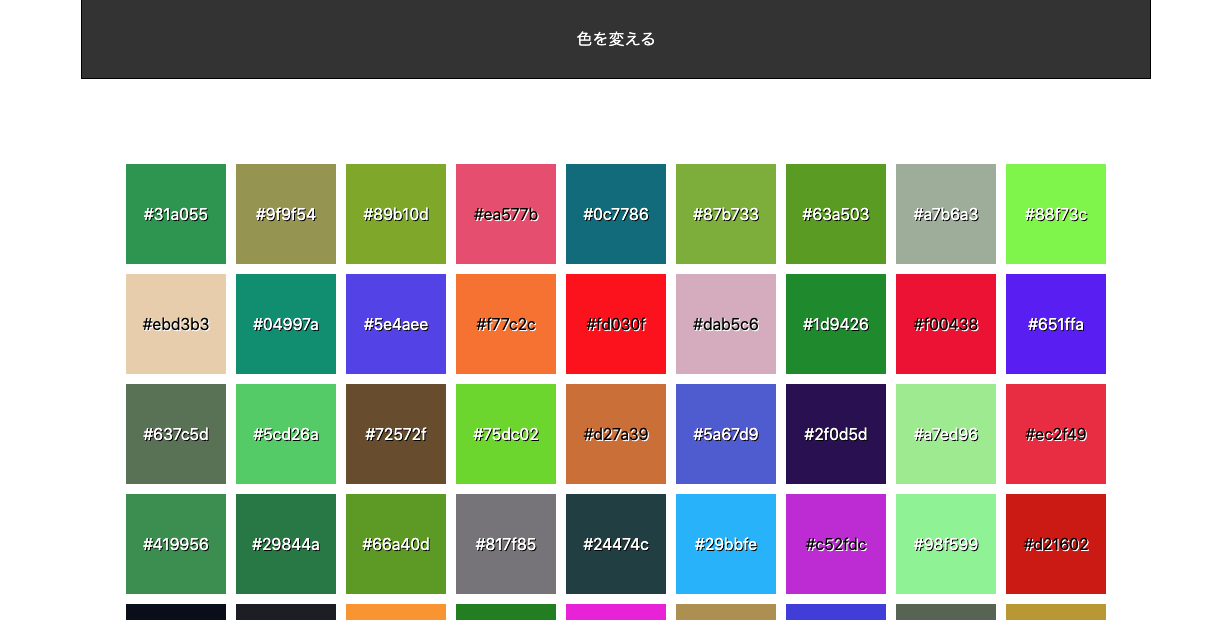 色を変える
#31a055 #9f9f54 #89b10d #ea577b #0c7786 #87b733 #63a503 #a7b6a3 #88f73c
#ebd3b3 #04997a #5e4aee #f77c2c #fd030f #dab5c6 #1d9426 #f00438 #651ffa
#637c5d #5cd26a #72572f #75dc02 #d27a39 #5a67d9 #2f0d5d #a7ed96 #ec2f49
#419956 #29844a #66a40d #817f85 #24474c #29bbfe #c52fdc #98f599 #d21602